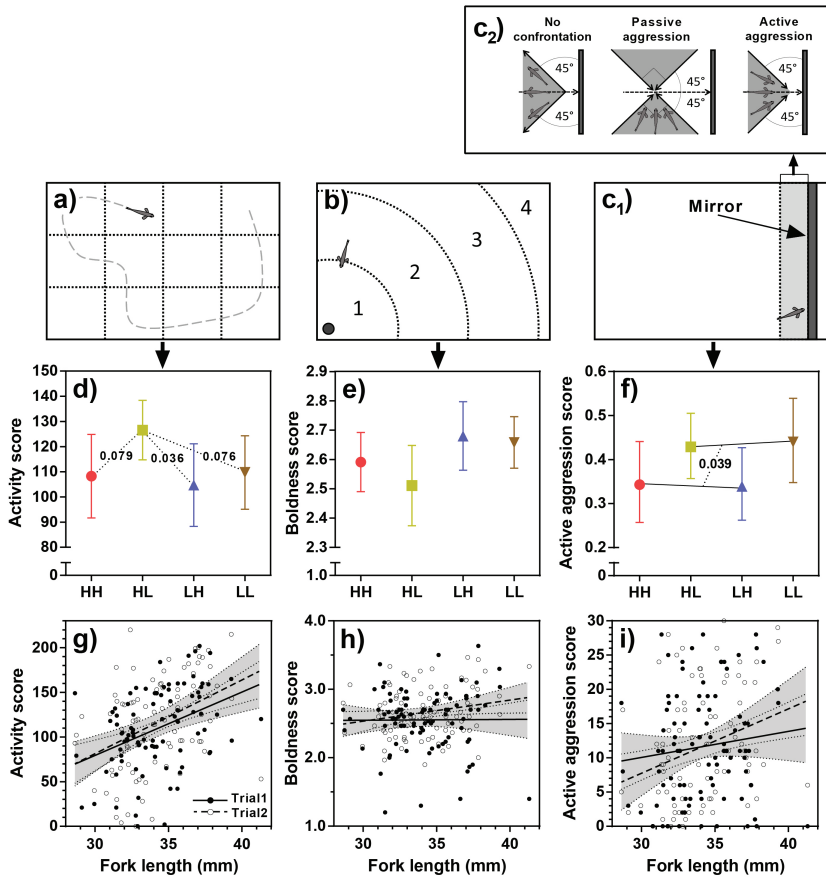 c2)
No confrontation
Passive aggression
Active aggression
45°
45°
45°
45°
45°
45°
a)
b)
1
2
3
4
c1)
Mirror
d)
Activity score
150
140
130
120
110
100
90
80
0
0.079
0.036
0.076
HH
HL
LH
LL
e)
Boldness score
2.9
2.8
2.7
2.6
2.5
2.4
2.3
1.0
HH
HL
LH
LL
f)
Active aggression score
0.6
0.5
0.4
0.3
0.2
0
0.039
HH
HL
LH
LL
g)
Activity score
200
150
100
50
0
Trial1
Trial2
30
35
40
Fork length (mm)
h)
Boldness score
4.0
3.0
2.0
1.0
30
35
40
Fork length (mm)
i)
Active aggression score
30
25
20
15
10
5
0
30
35
40
Fork length (mm)